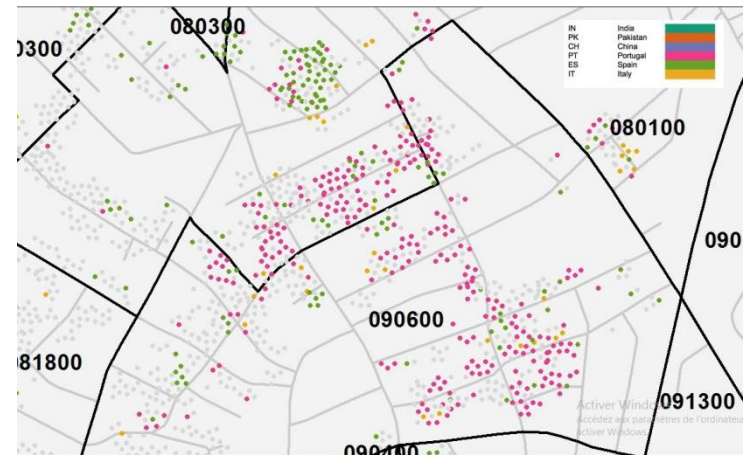 080300
0300
IN India
PK Pakistan
CH China
PT Portugal
ES Spain
IT Italy
080100
090
090600
081800
091300
Activer Windows
Accédez aux paramètres de l'ordinateur
activer Windows
090400